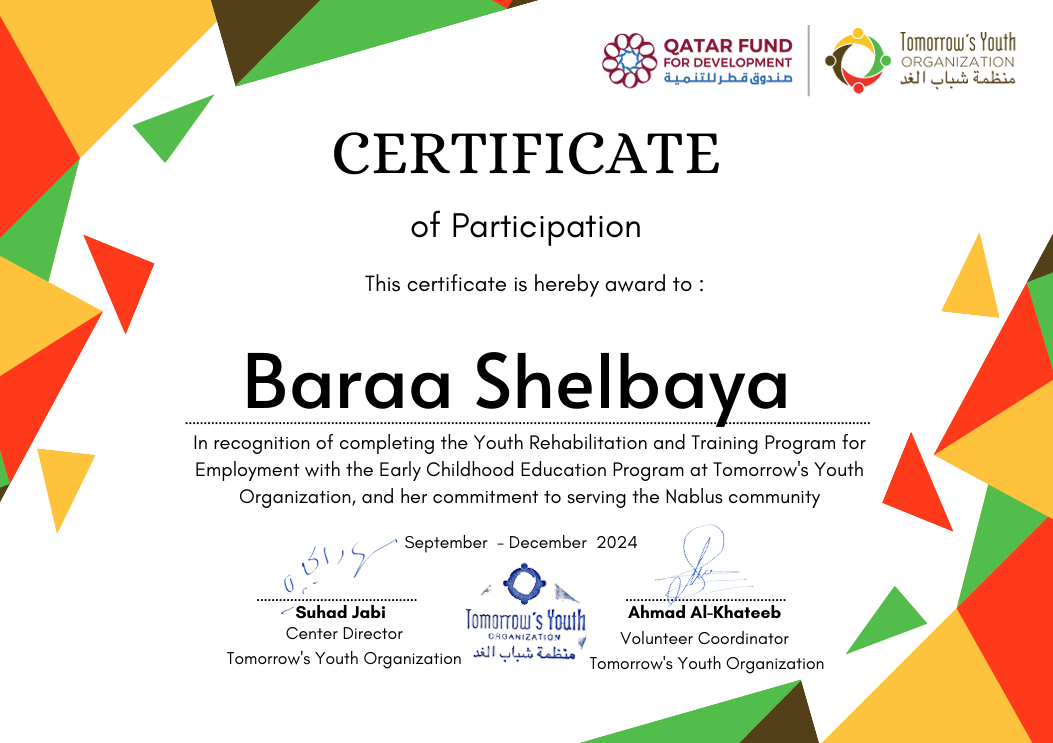 QATAR FUND
FOR DEVELOPMENT
صندوق قطر للتنمية
Tomorrow's Youth
ORGANIZATION
منظمة شباب الغد
CERTIFICATE
of Participation
This certificate is hereby award to :
Baraa Shelbaya
In recognition of completing the Youth Rehabilitation and Training Program for
Employment with the Early Childhood Education Program at Tomorrow's Youth
Organization, and her commitment to serving the Nablus community
September - December 2024
Suhad Jabi
Center Director
Tomorrow's Youth Organization
Tomorrow's Youth
ORGANIZATION
منظمة شباب الغد
Ahmad Al-Khateeb
Volunteer Coordinator
Tomorrow's Youth Organization